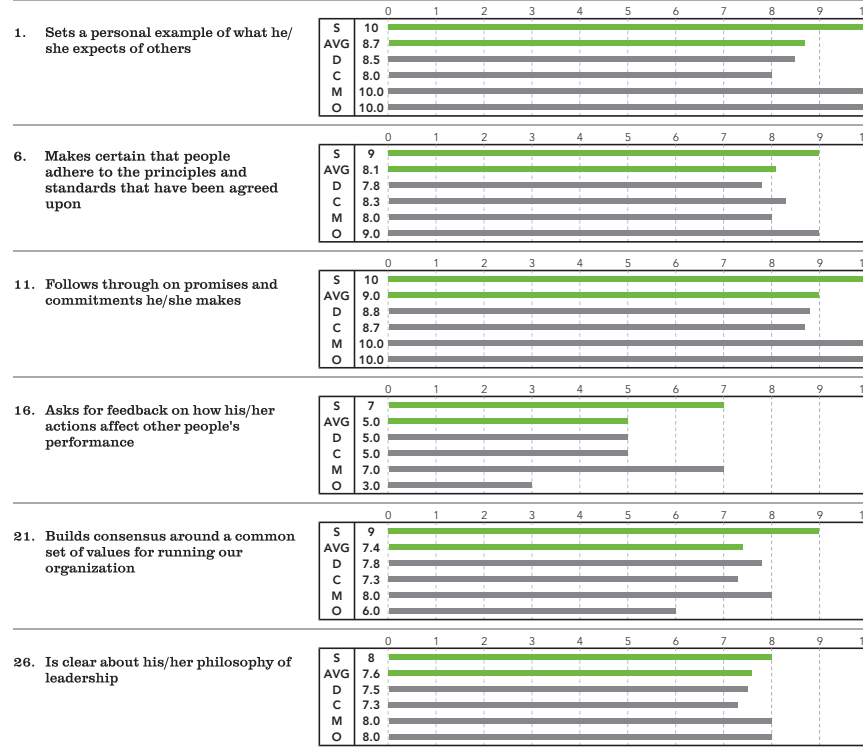 0 1 2 3 4 5 6 7 8 9 1
1. Sets a personal example of what he/
she expects of others
S 10
AVG 8.7
D 8.5
C 8.0
M 10.0
O 10.0
0 1 2 3 4 5 6 7 8 9 1
6. Makes certain that people
adhere to the principles and
standards that have been agreed
upon
S 9
AVG 8.1
D 7.8
C 8.3
M 8.0
O 9.0
0 1 2 3 4 5 6 7 8 9 1
11. Follows through on promises and
commitments he/she makes
S 10
AVG 9.0
D 8.8
C 8.7
M 10.0
O 10.0
0 1 2 3 4 5 6 7 8 9 1
16. Asks for feedback on how his/her
actions affect other people's
performance
S 7
AVG 5.0
D 5.0
C 5.0
M 7.0
O 3.0
0 1 2 3 4 5 6 7 8 9 1
21. Builds consensus around a common
set of values for running our
organization
S 9
AVG 7.4
D 7.8
C 7.3
M 8.0
O 6.0
0 1 2 3 4 5 6 7 8 9 1
26. Is clear about his/her philosophy of
leadership
S 8
AVG 7.6
D 7.5
C 7.3
M 8.0
O 8.0